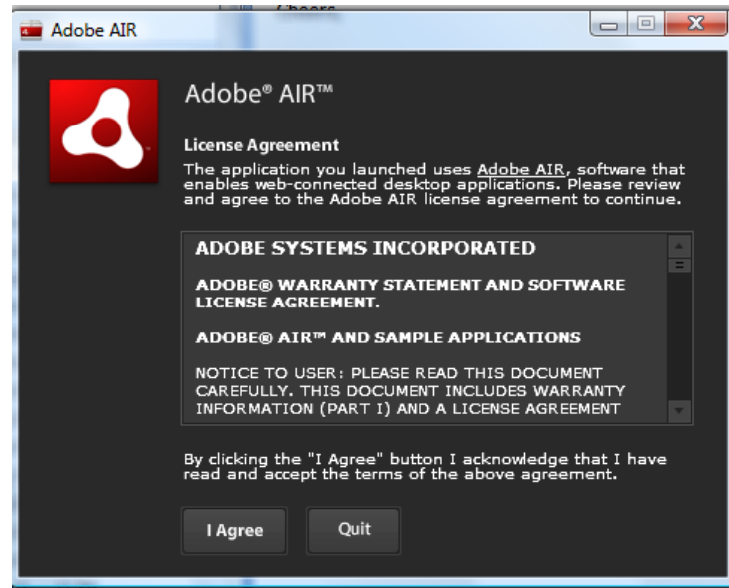 Cheers
Adobe AIR
Adobe® AIR™
License Agreement
The application you launched uses Adobe AIR, software that
enables web-connected desktop applications. Please review
and agree to the Adobe AIR license agreement to continue.
ADOBE SYSTEMS INCORPORATED
ADOBE® WARRANTY STATEMENT AND SOFTWARE
LICENSE AGREEMENT.
ADOBE® AIR™ AND SAMPLE APPLICATIONS
NOTICE TO USER: PLEASE READ THIS DOCUMENT
CAREFULLY. THIS DOCUMENT INCLUDES WARRANTY
INFORMATION (PART I) AND A LICENSE AGREEMENT
By clicking the "I Agree" button I acknowledge that I have
read and accept the terms of the above agreement.
I Agree
Quit